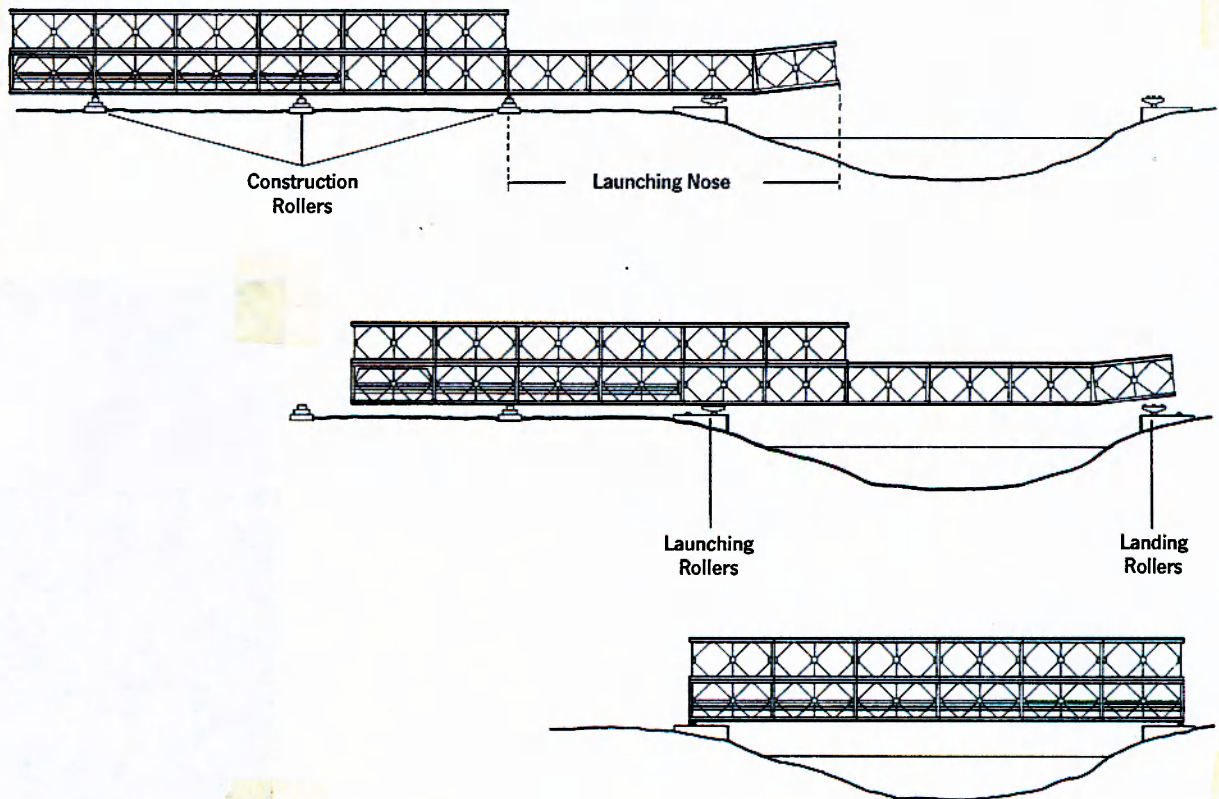 Construction
Rollers
Launching Nose
Launching
Rollers
Landing
Rollers